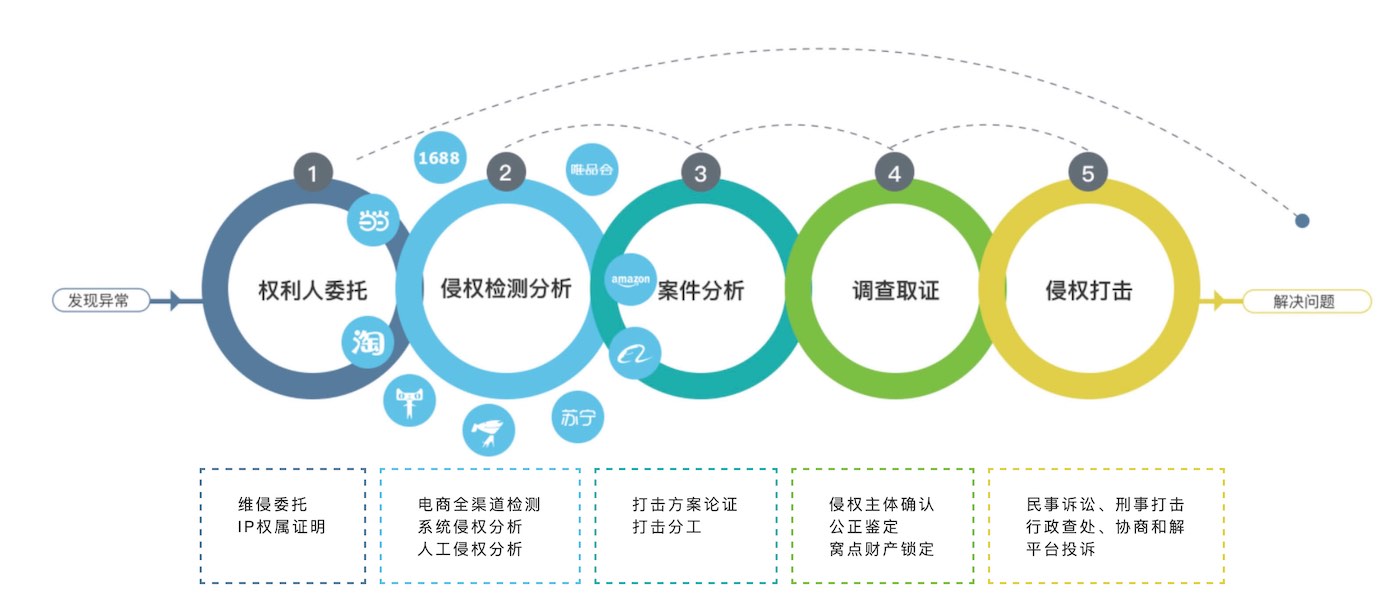 1
2
3
4
5
1688
唯品会
当当
发现异常
权利人委托
侵权检测分析
amazon
案件分析
调查取证
侵权打击
解决问题
淘
苏宁
维侵委托
IP权属证明
电商全渠道检测
系统侵权分析
人工侵权分析
打击方案论证
打击分工
侵权主体确认
公正鉴定
窝点财产锁定
民事诉讼、刑事打击
行政查处、协商和解
平台投诉